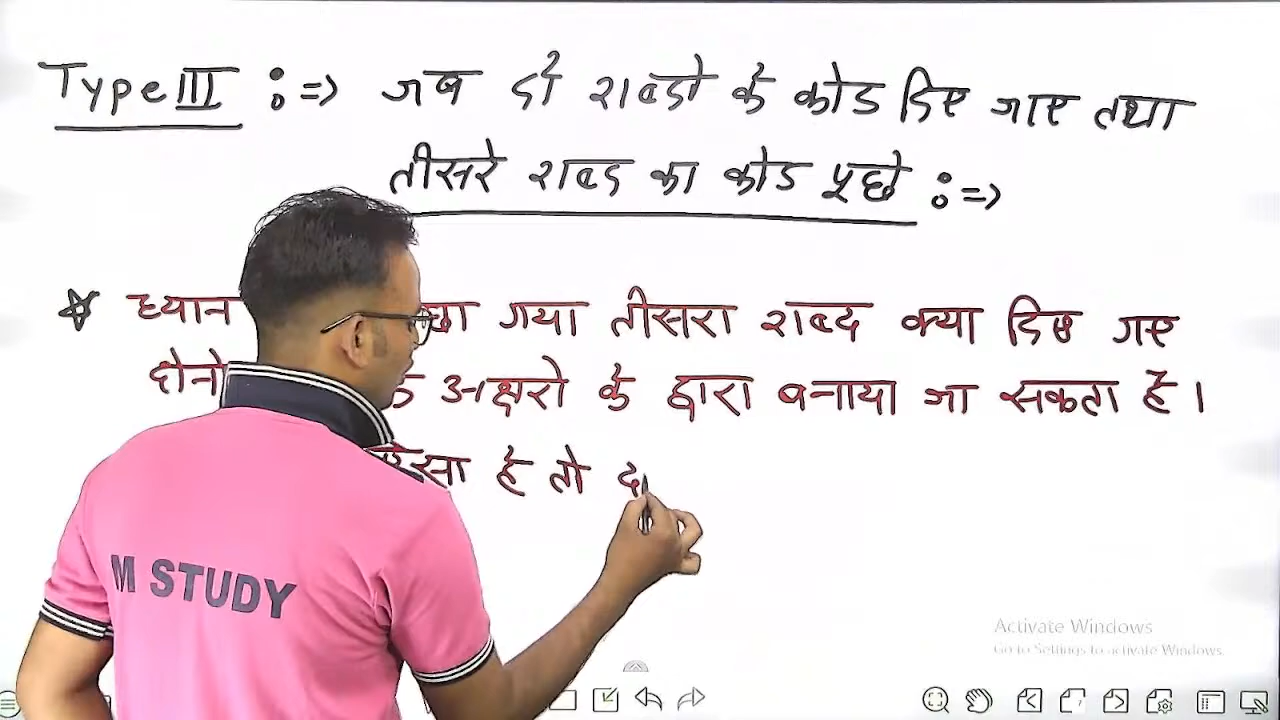 Type III :⇒ जब दो शब्दो के कोड दिए जाए तथा
तीसरे शब्द का कोड पूछे :⇒
☆ ध्यान गया तीसरा शब्द क्या दिए गए
अक्षरो के द्वारा बनाया जा सकता है।
है तो
M STUDY
Activate Windows
Go to Settings to activate Windows.